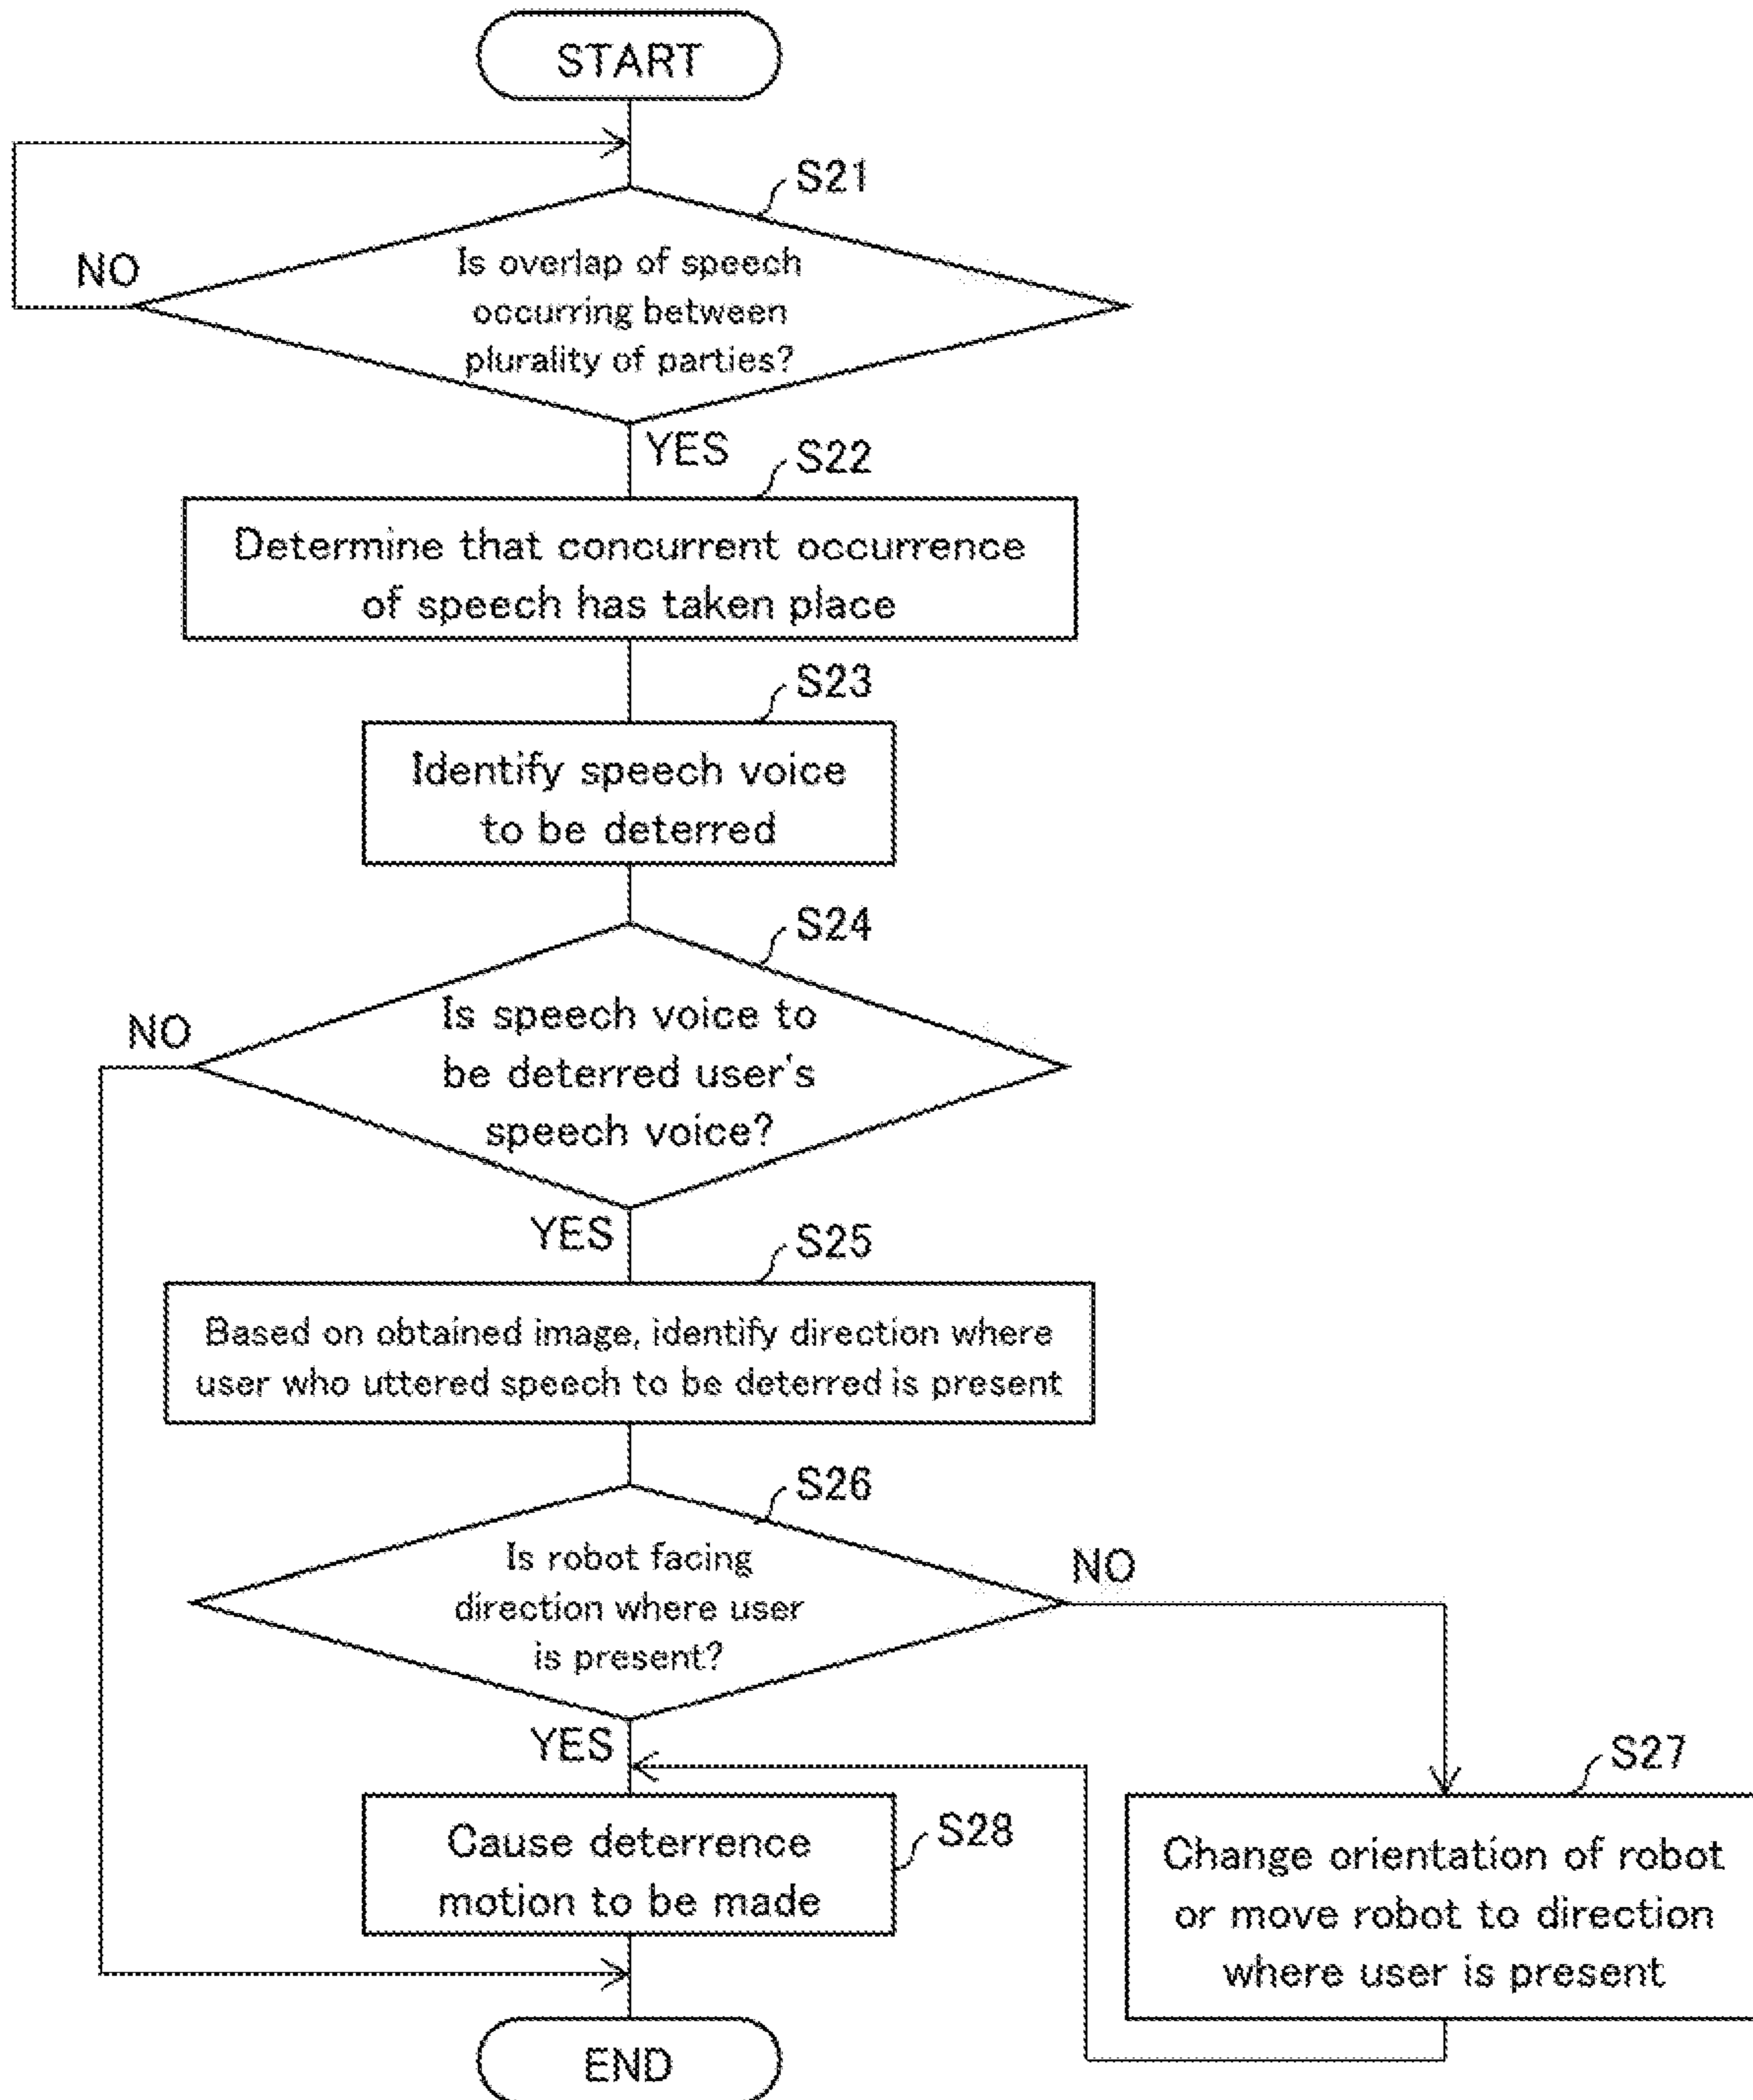 START
S21
NO
Is overlap of speech
occurring between
plurality of parties?
YES
S22
Determine that concurrent occurrence
of speech has taken place
S23
Identify speech voice
to be deterred
S24
NO
Is speech voice to
be deterred user's
speech voice?
YES
S25
Based on obtained image, identify direction where
user who uttered speech to be deterred is present
S26
NO
Is robot facing
direction where user
is present?
YES
S27
Change orientation of robot
or move robot to direction
where user is present
S28
Cause deterrence
motion to be made
END